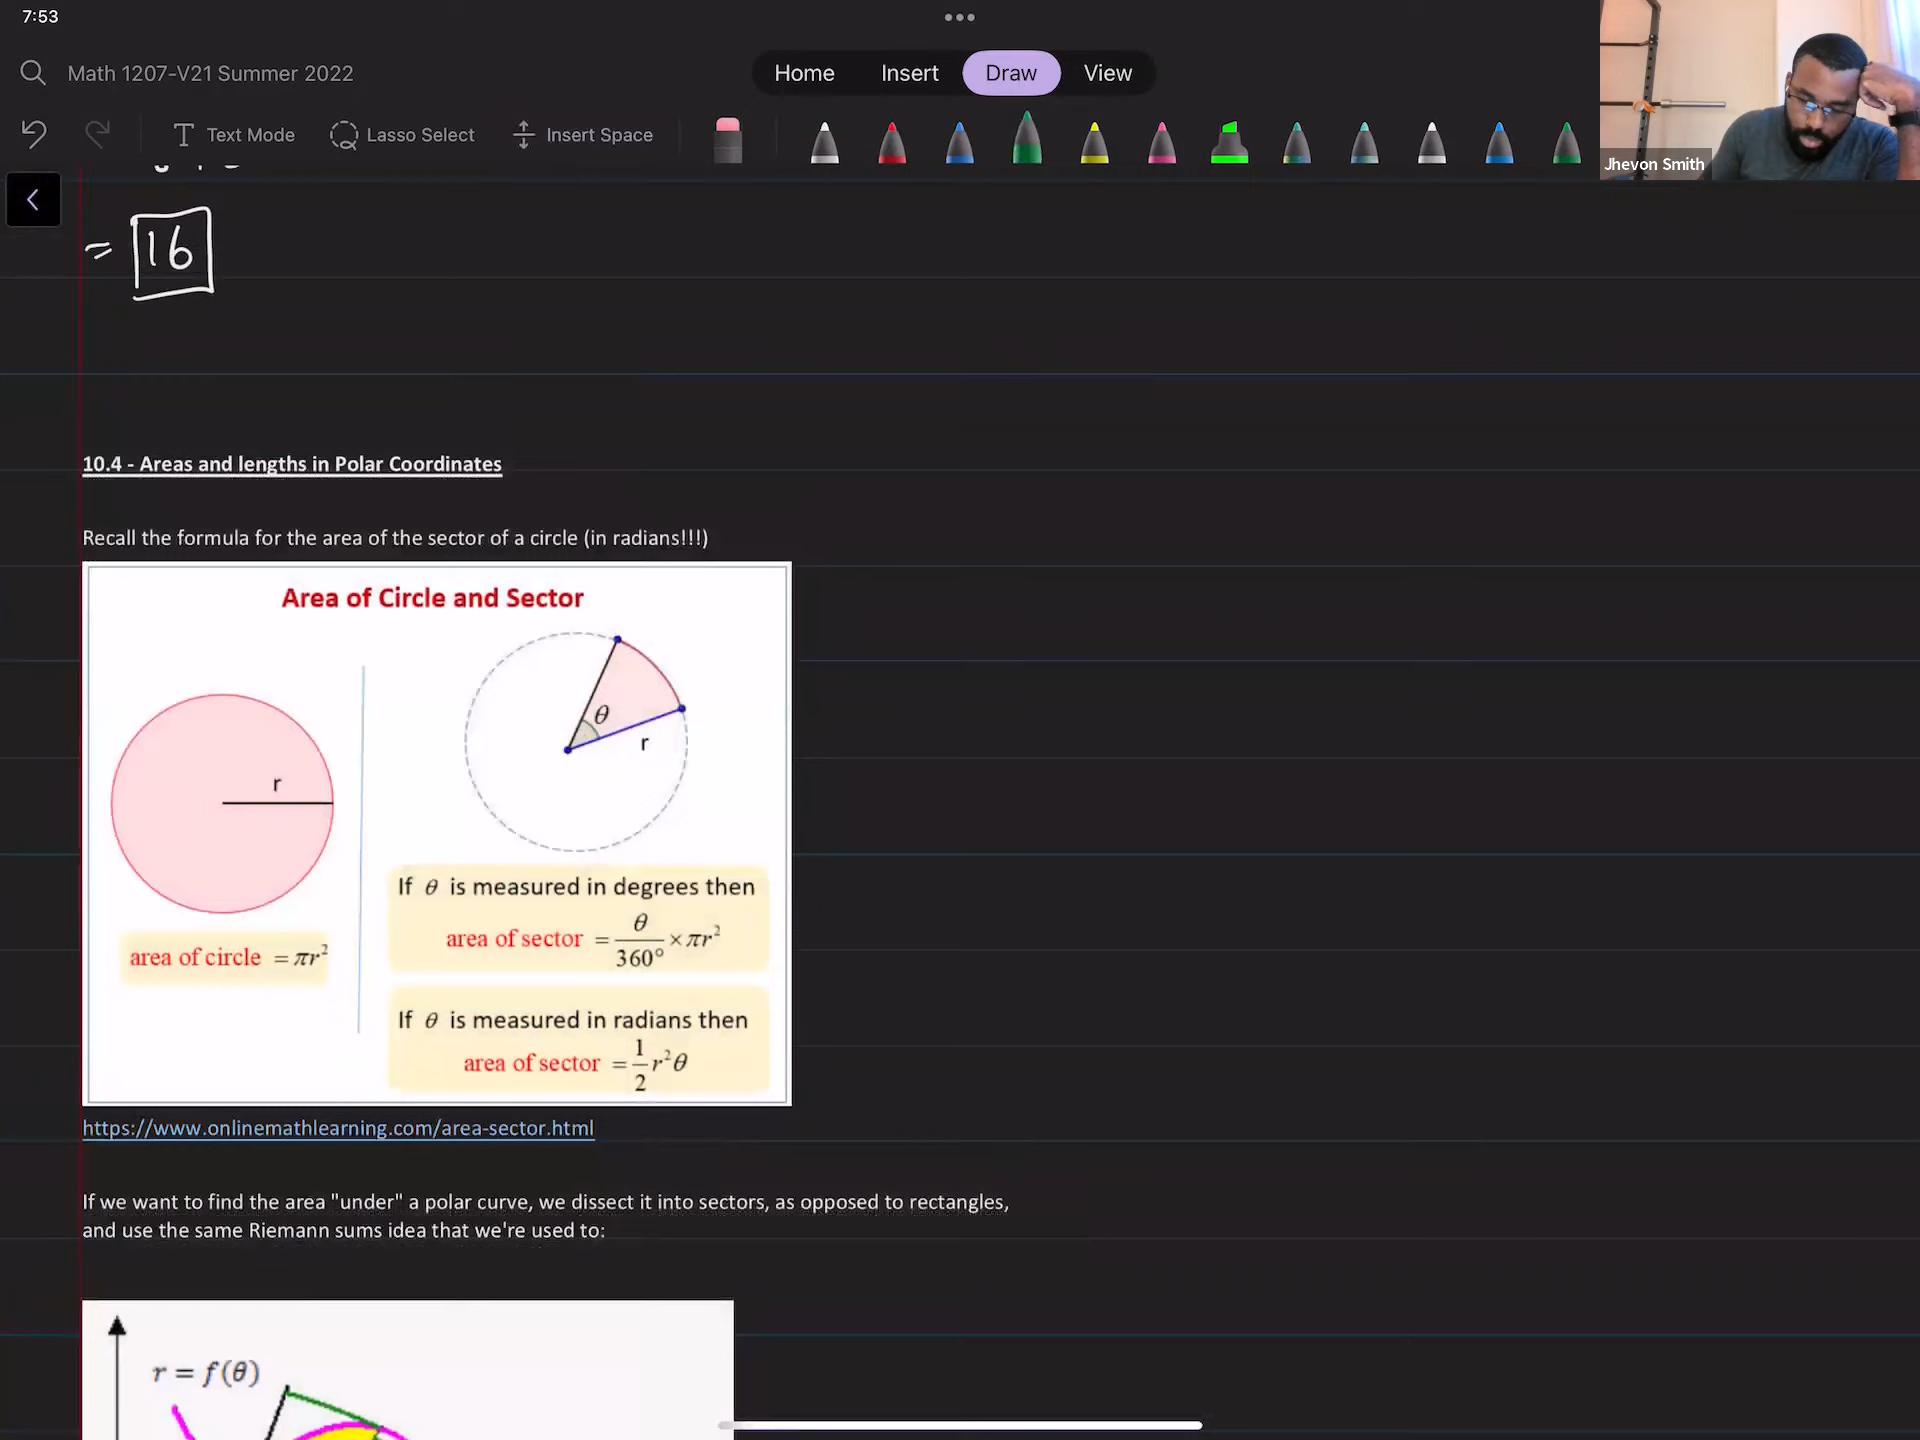 7:53
Math 1207-V21 Summer 2022
Home Insert Draw View
Text Mode Lasso Select Insert Space
Jhevon Smith
= 16
10.4 - Areas and lengths in Polar Coordinates
Recall the formula for the area of the sector of a circle (in radians!!!)
Area of Circle and Sector
θ
r
r
If θ is measured in degrees then
area of sector = θ/360° × πr²
area of circle = πr²
If θ is measured in radians then
area of sector = 1/2 r²θ
https://www.onlinemathlearning.com/area-sector.html
If we want to find the area "under" a polar curve, we dissect it into sectors, as opposed to rectangles,
and use the same Riemann sums idea that we're used to:
r = f(θ)